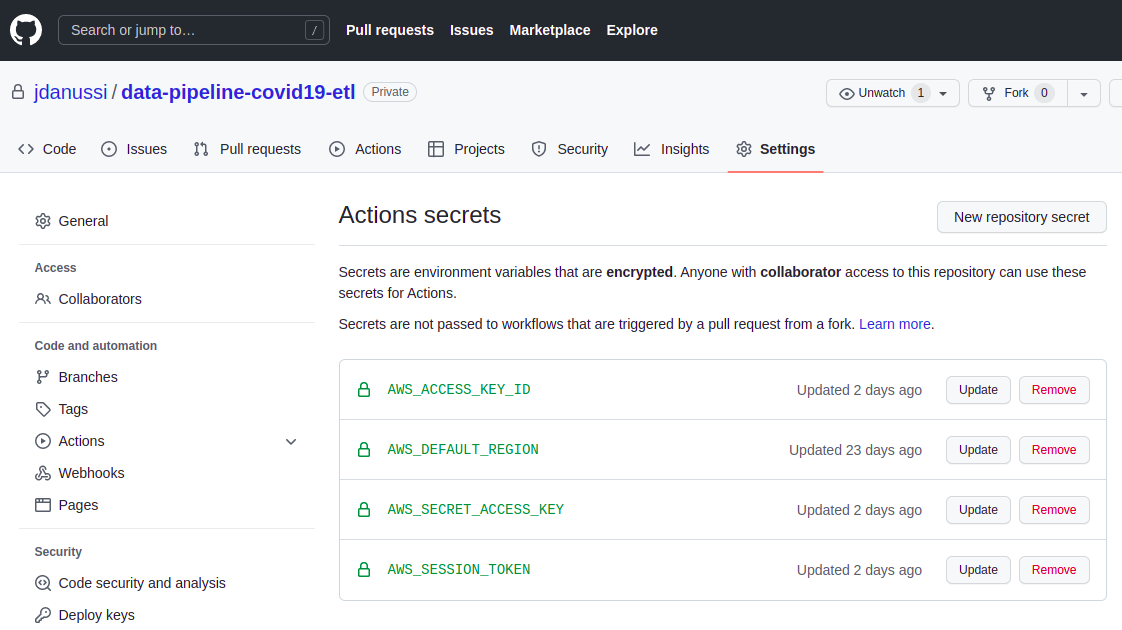 Search or jump to… /
Pull requests Issues Marketplace Explore
jdanussi / data-pipeline-covid19-etl Private
Unwatch 1 Fork 0
Code Issues Pull requests Actions Projects Security Insights Settings
General
Access
Collaborators
Code and automation
Branches
Tags
Actions
Webhooks
Pages
Security
Code security and analysis
Deploy keys
Actions secrets
New repository secret
Secrets are environment variables that are encrypted. Anyone with collaborator access to this repository can use these
secrets for Actions.
Secrets are not passed to workflows that are triggered by a pull request from a fork. Learn more.
AWS_ACCESS_KEY_ID Updated 2 days ago Update Remove
AWS_DEFAULT_REGION Updated 23 days ago Update Remove
AWS_SECRET_ACCESS_KEY Updated 2 days ago Update Remove
AWS_SESSION_TOKEN Updated 2 days ago Update Remove